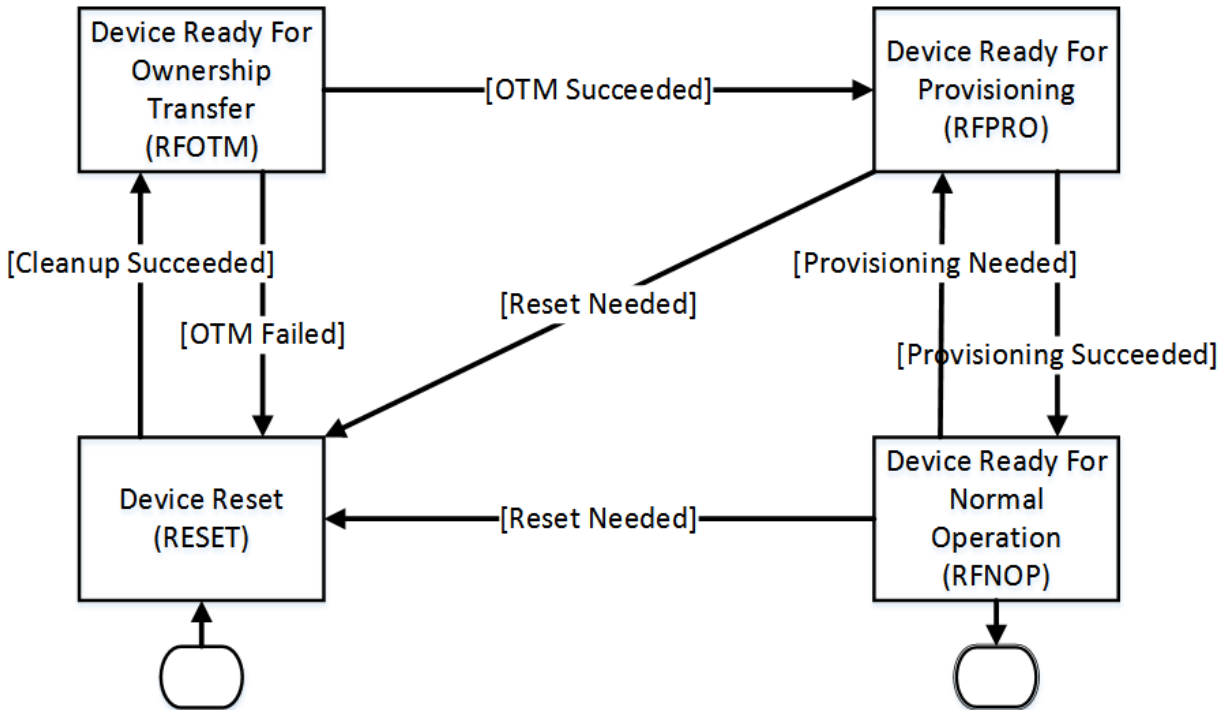 Device Ready For
Ownership
Transfer
(RFOTM)
[OTM Succeeded]
Device Ready For
Provisioning
(RFPRO)
[Cleanup Succeeded]
[OTM Failed]
[Reset Needed]
[Provisioning Needed]
[Provisioning Succeeded]
Device Reset
(RESET)
[Reset Needed]
Device Ready For
Normal
Operation
(RFNOP)